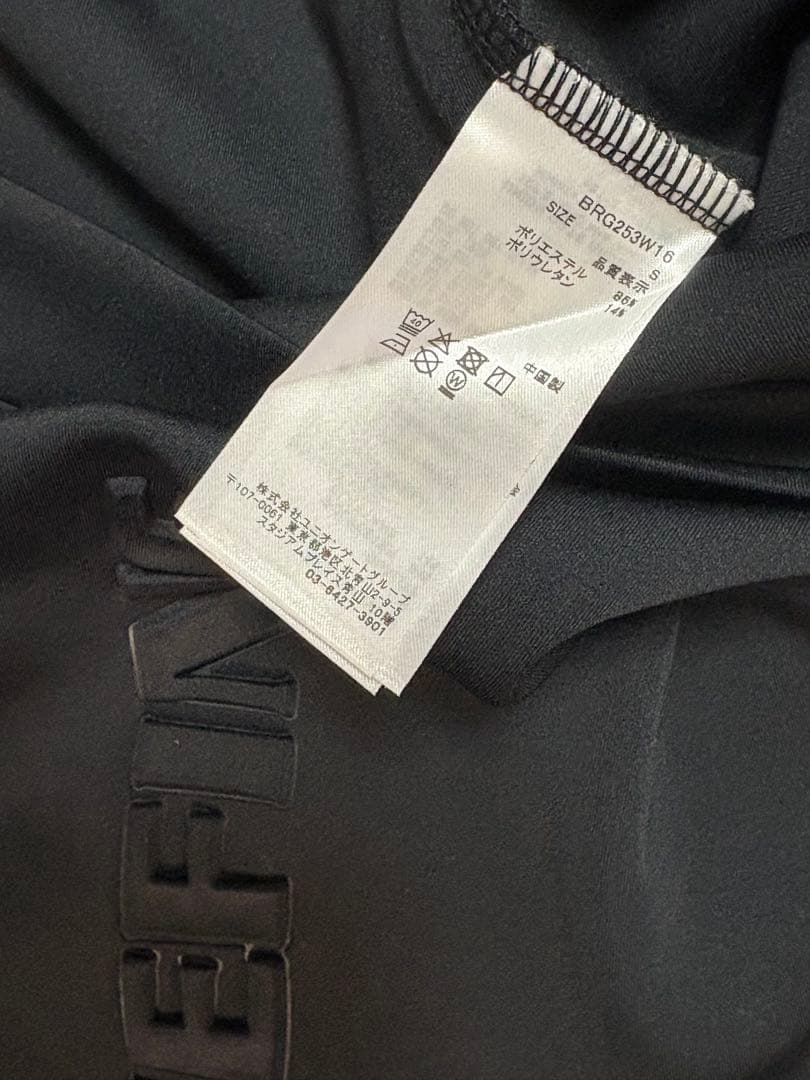 BRG253W16
SIZE S
品質表示
ポリエステル 86%
ポリウレタン 14%
40
W
中国製
株式会社ユニオンゲートグループ
〒107-0061 東京都港区北青山2-9-5
スタジアムプレイス青山 10階
03-6427-3901